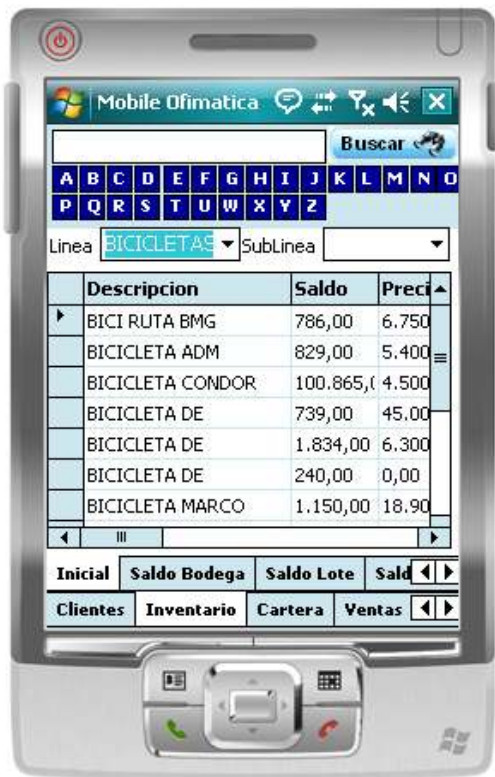 Mobile Ofimatica
Buscar
A B C D E F G H I J K L M N O
P Q R S T U W X Y Z
Linea BICICLETAS SubLinea
Descripcion Saldo Preci
BICI RUTA BMG 786,00 6.750
BICICLETA ADM 829,00 5.400
BICICLETA CONDOR 100.865,( 4.500
BICICLETA DE 739,00 45.00
BICICLETA DE 1.834,00 6.300
BICICLETA DE 240,00 0,00
BICICLETA MARCO 1.150,00 18.90
Inicial Saldo Bodega Saldo Lote Sald
Clientes Inventario Cartera Ventas